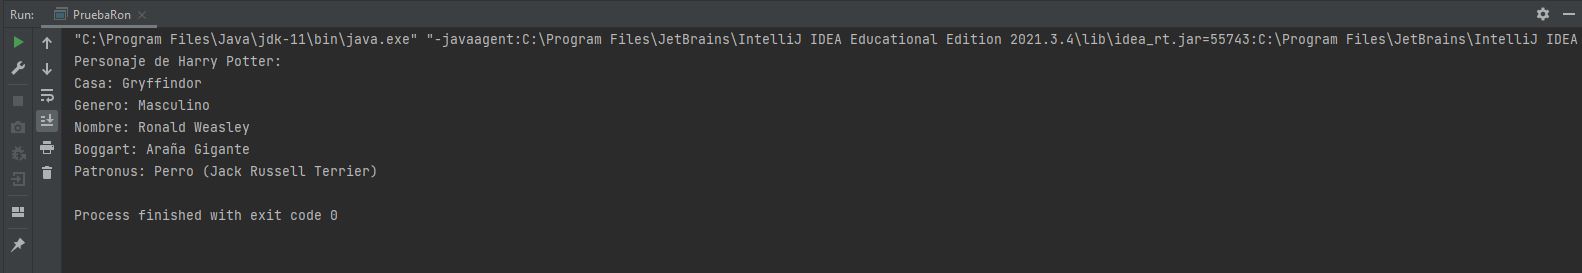 Run: PruebaRon
"C:\Program Files\Java\jdk-11\bin\java.exe" "-javaagent:C:\Program Files\JetBrains\IntelliJ IDEA Educational Edition 2021.3.4\lib\idea_rt.jar=55743:C:\Program Files\JetBrains\IntelliJ IDEA
Personaje de Harry Potter:
Casa: Gryffindor
Genero: Masculino
Nombre: Ronald Weasley
Boggart: Araña Gigante
Patronus: Perro (Jack Russell Terrier)
Process finished with exit code 0